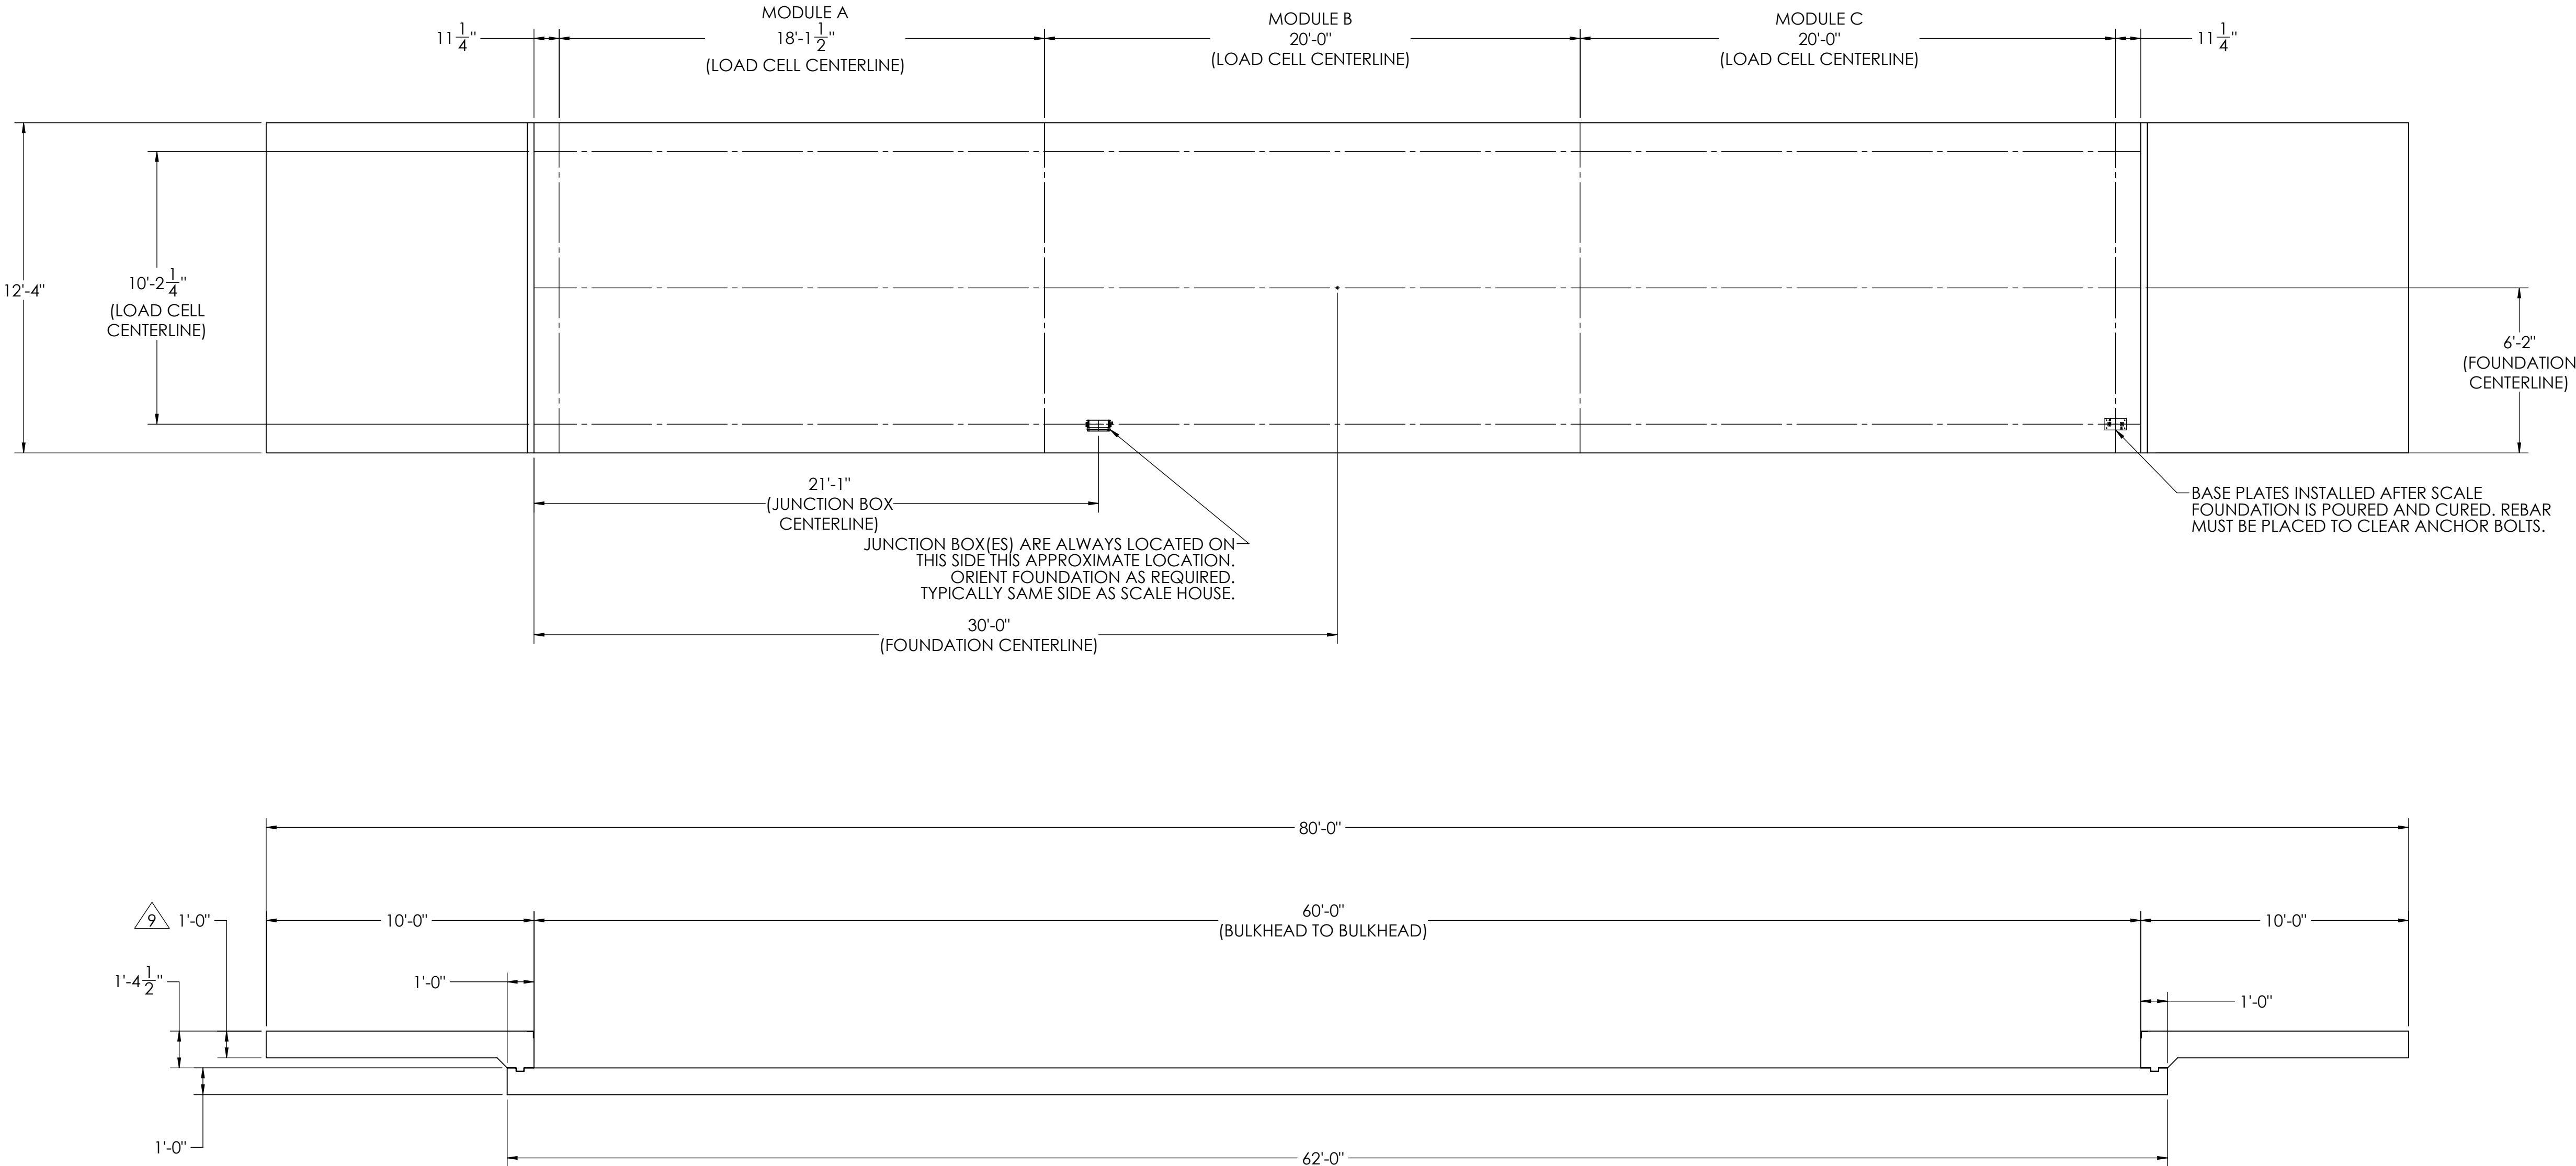 MODULE A
11 1/4"
18'-1 1/2"
(LOAD CELL CENTERLINE)
MODULE B
20'-0"
(LOAD CELL CENTERLINE)
MODULE C
20'-0"
(LOAD CELL CENTERLINE)
11 1/4"
12'-4"
10'-2 1/4"
(LOAD CELL
CENTERLINE)
6'-2"
(FOUNDATION
CENTERLINE)
21'-1"
(JUNCTION BOX
CENTERLINE)
JUNCTION BOX(ES) ARE ALWAYS LOCATED ON
THIS SIDE THIS APPROXIMATE LOCATION.
ORIENT FOUNDATION AS REQUIRED.
TYPICALLY SAME SIDE AS SCALE HOUSE.
BASE PLATES INSTALLED AFTER SCALE
FOUNDATION IS POURED AND CURED. REBAR
MUST BE PLACED TO CLEAR ANCHOR BOLTS.
30'-0"
(FOUNDATION CENTERLINE)
80'-0"
9 1'-0"
10'-0"
60'-0"
(BULKHEAD TO BULKHEAD)
10'-0"
1'-4 1/2"
1'-0"
1'-0"
1'-0"
62'-0"